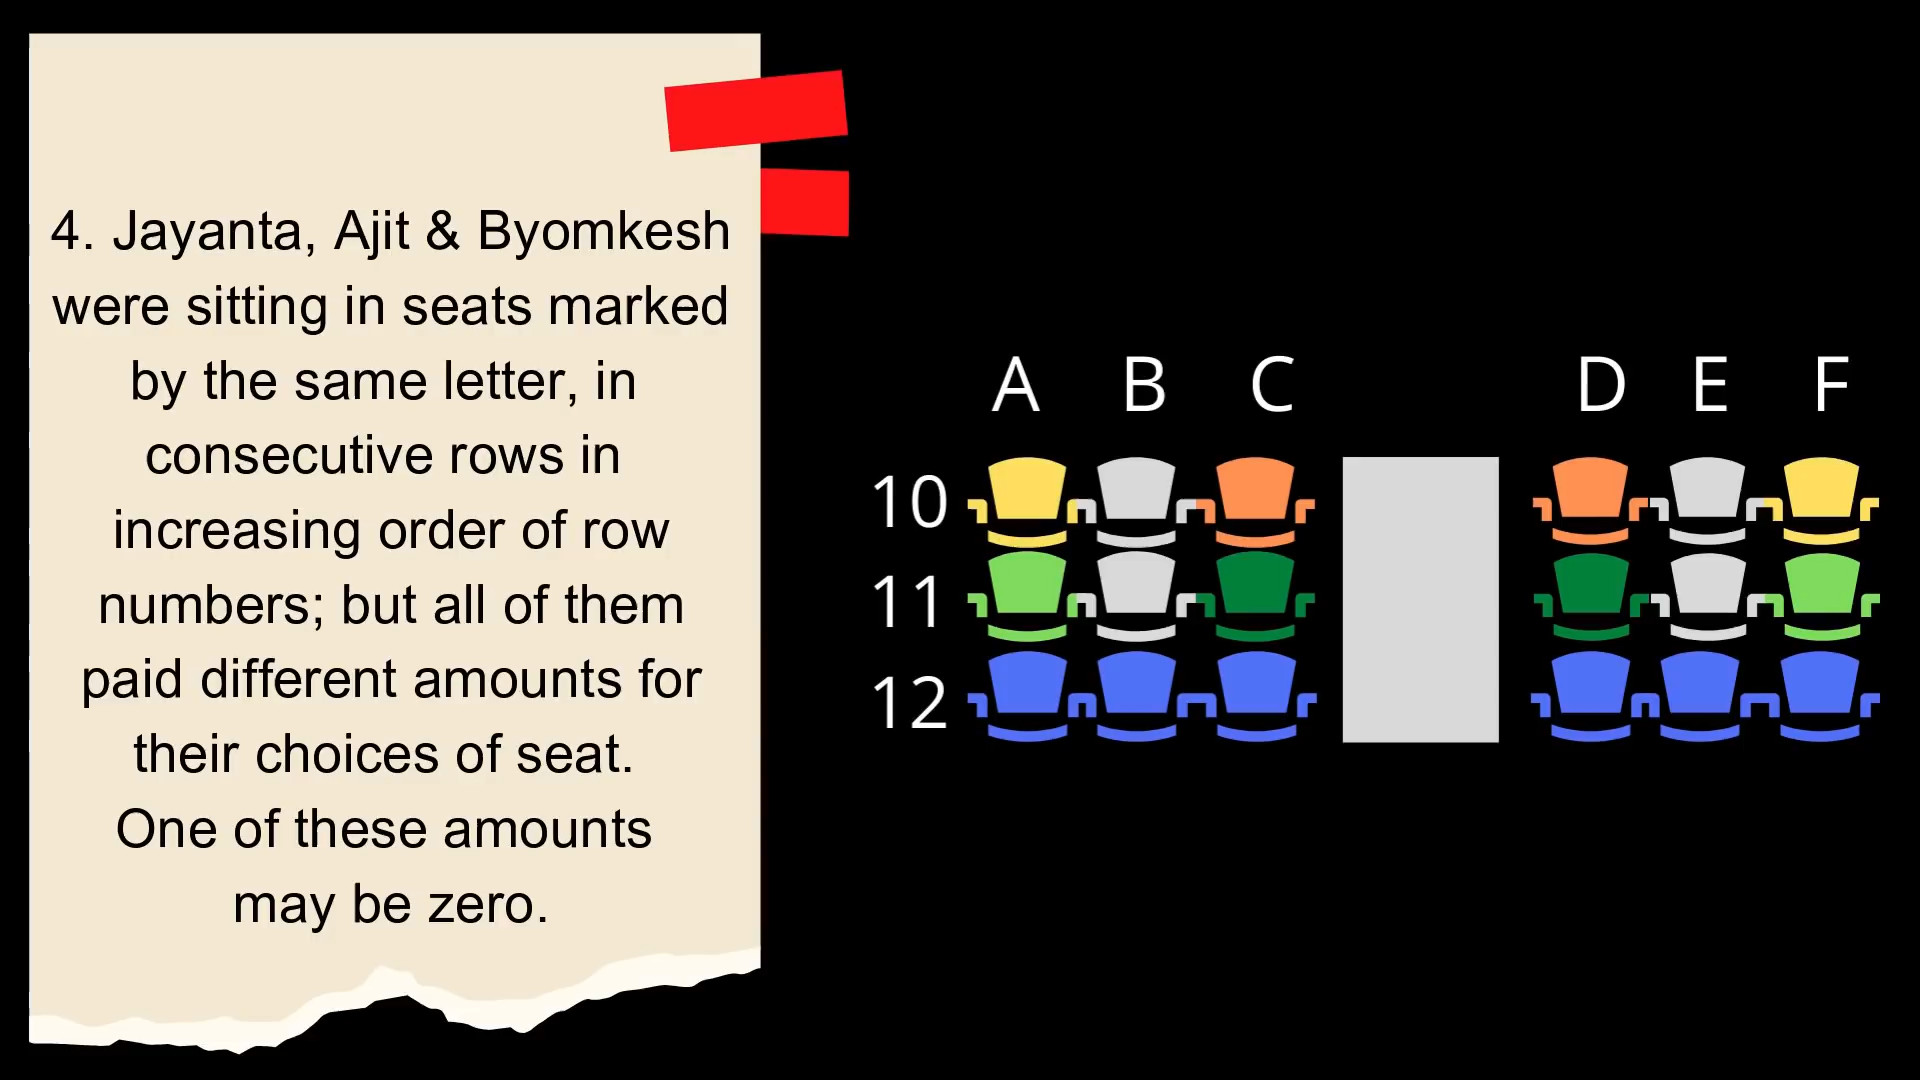 4. Jayanta, Ajit & Byomkesh
were sitting in seats marked
by the same letter, in
consecutive rows in
increasing order of row
numbers; but all of them
paid different amounts for
their choices of seat.
One of these amounts
may be zero.
A B C D E F
10
11
12